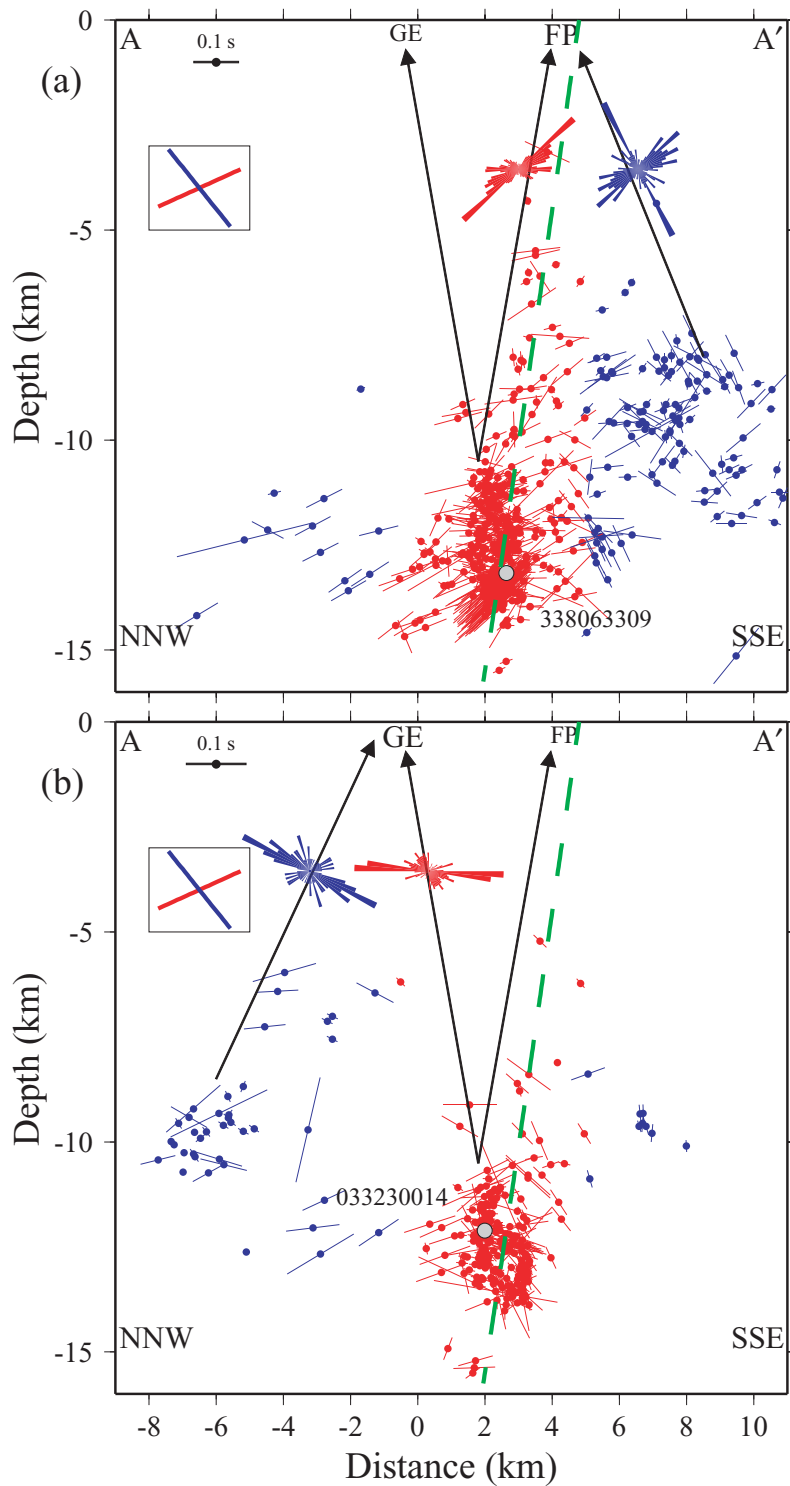 A GE FP A′
0.1 s
(a)
0
-5
-10
-15
Depth (km)
338063309
NNW SSE
A GE FP A′
0.1 s
(b)
0
-5
-10
-15
Depth (km)
033230014
NNW SSE
-8 -6 -4 -2 0 2 4 6 8 10
Distance (km)